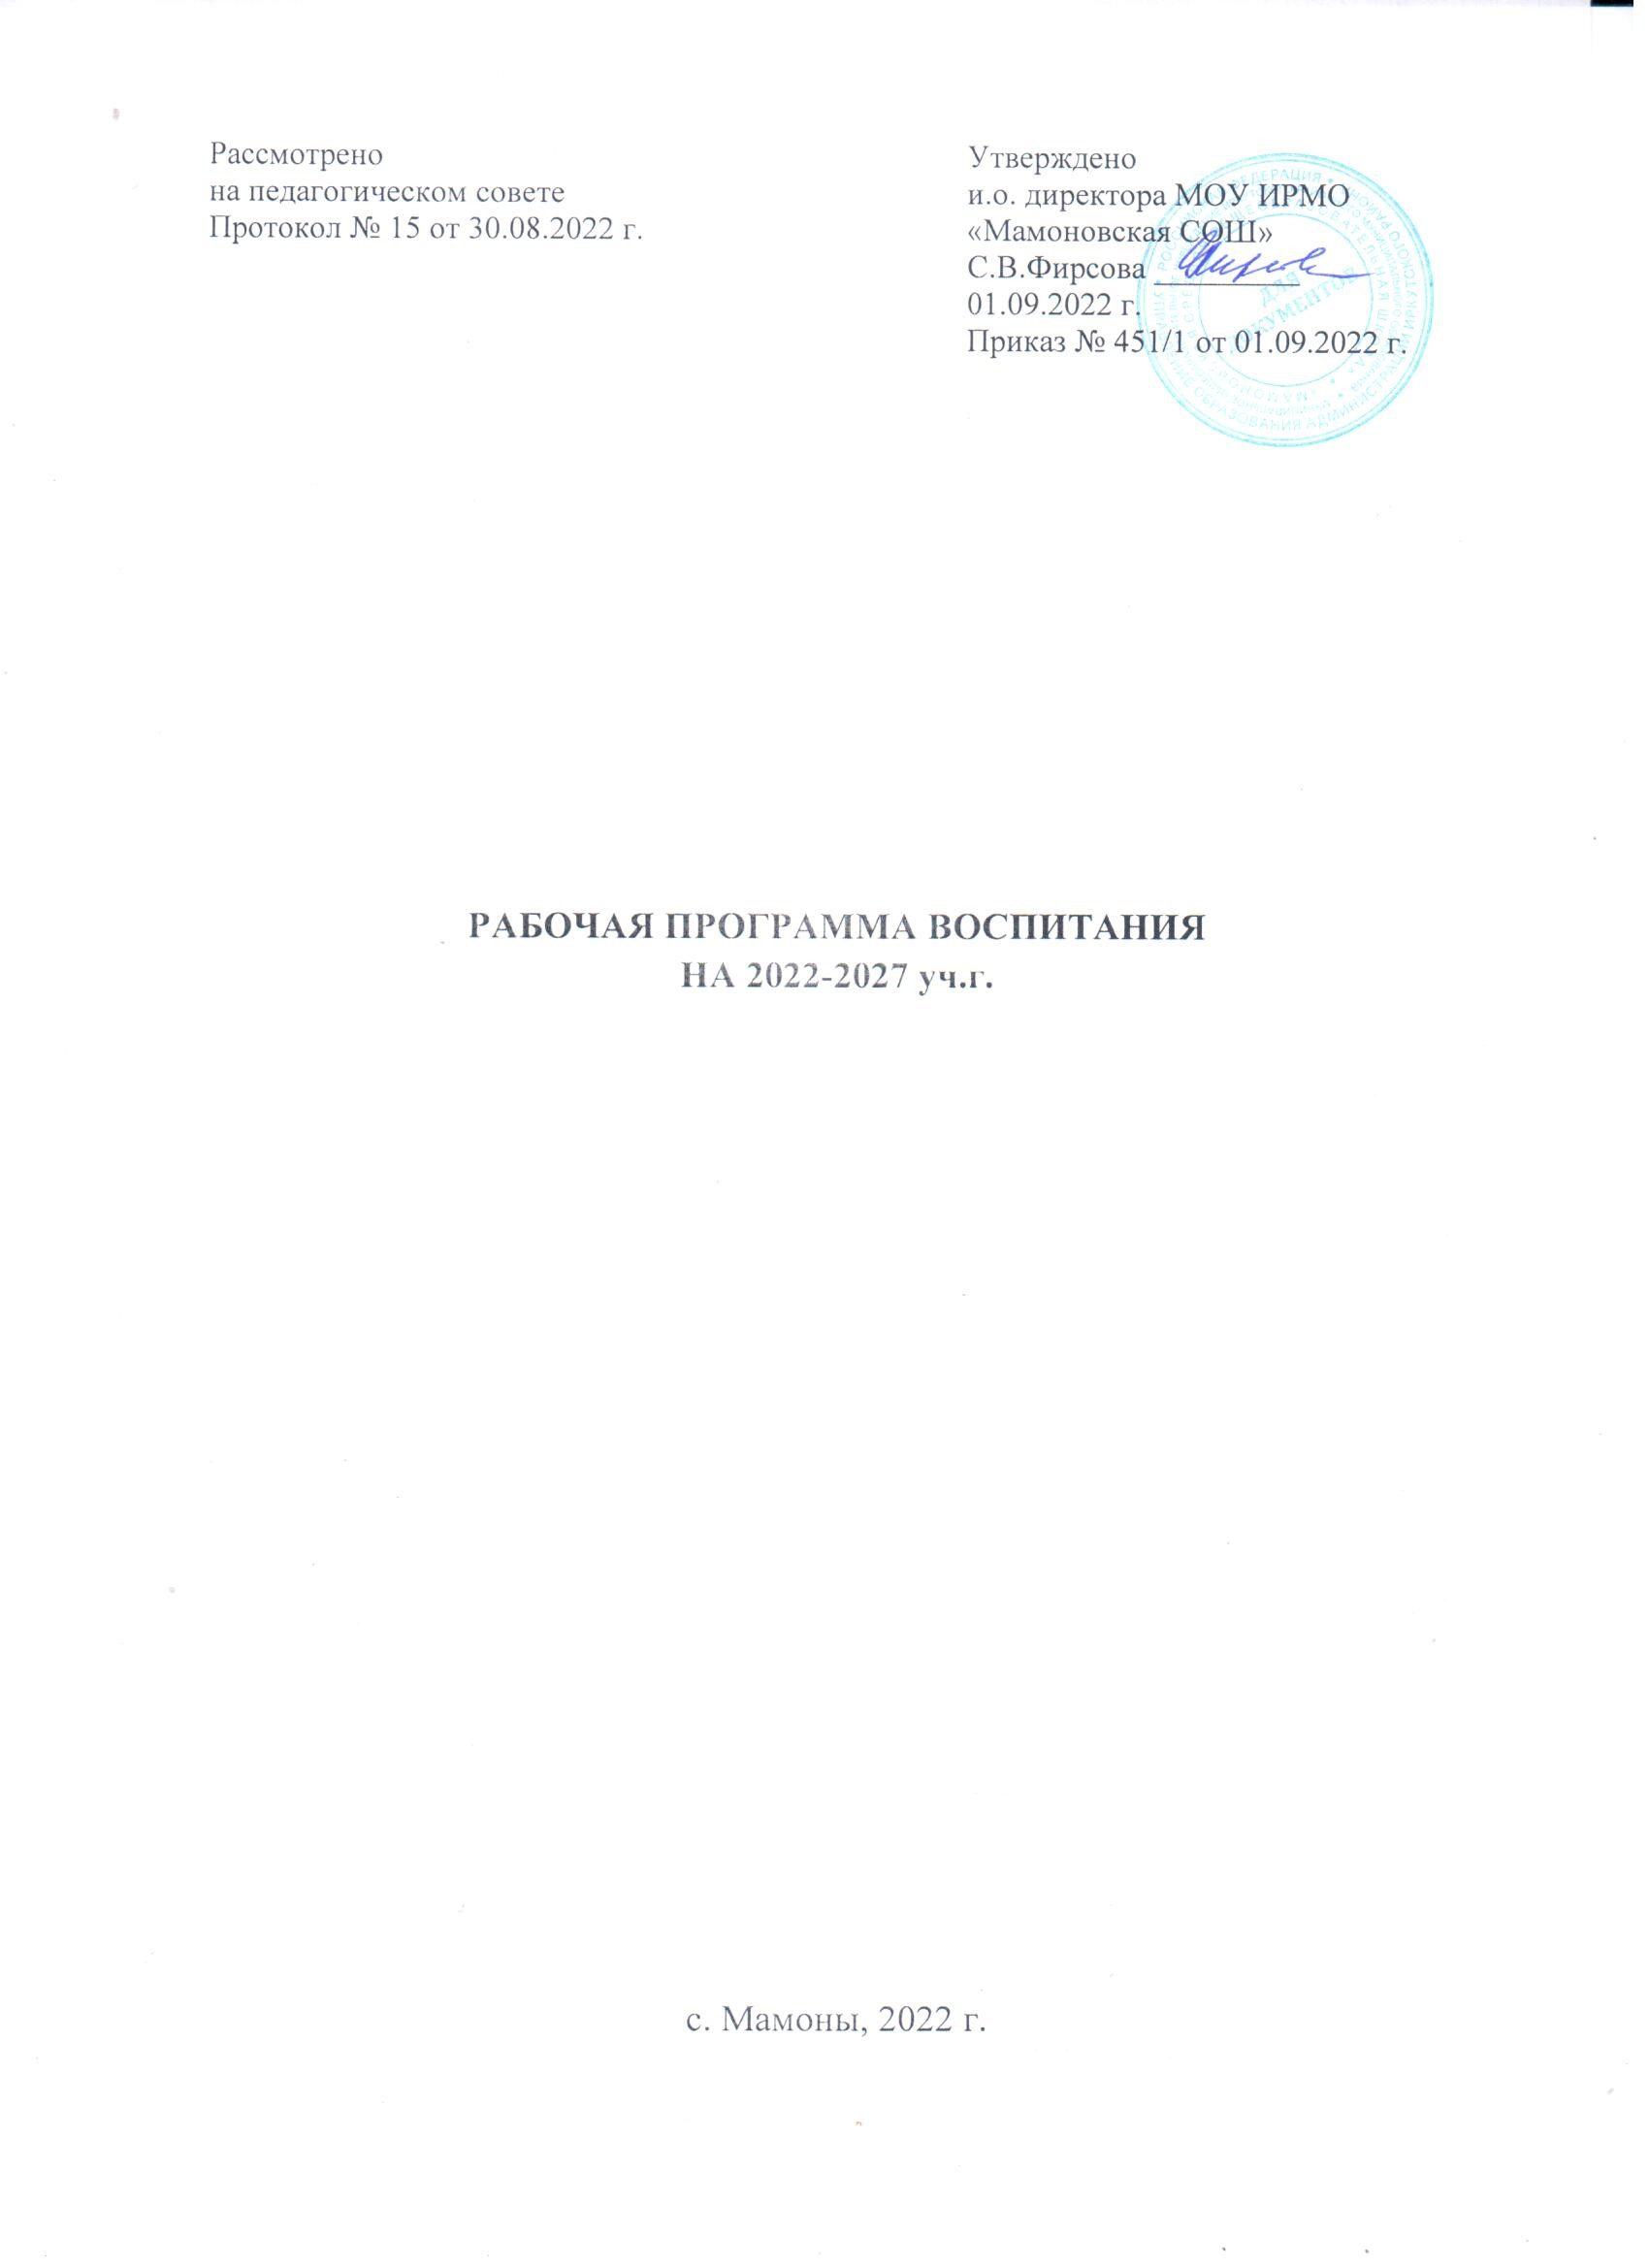 Рассмотрено
на педагогическом совете
Протокол № 15 от 30.08.2022 г.
Утверждено
и.о. директора МОУ ИРМО
«Мамоновская СОШ»
С.В.Фирсова
01.09.2022 г.
Приказ № 451/1 от 01.09.2022 г.
ДЛЯ
ДОКУМЕНТОВ
РАБОЧАЯ ПРОГРАММА ВОСПИТАНИЯ
НА 2022-2027 уч.г.
с. Мамоны, 2022 г.